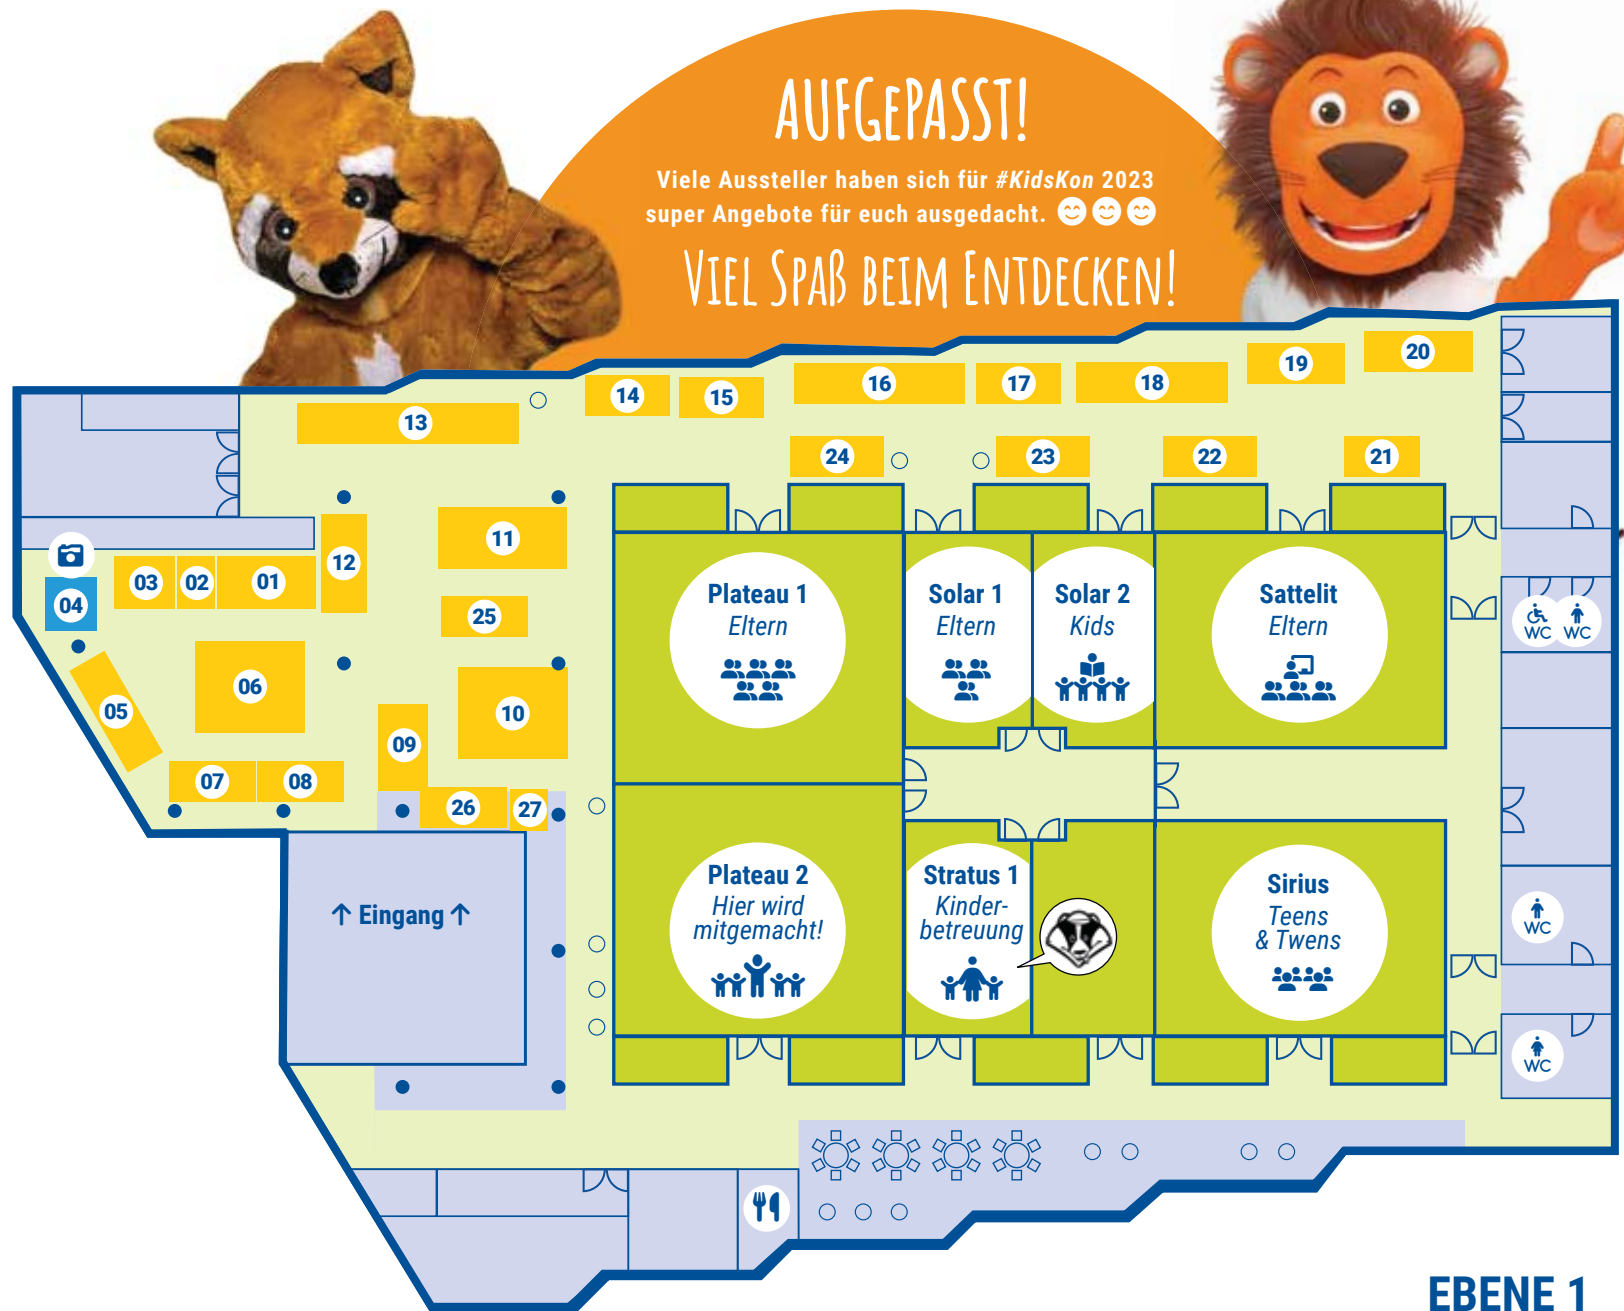 AUFGEPASST!
Viele Aussteller haben sich für #KidsKon 2023
super Angebote für euch ausgedacht.
VIEL SPAß BEIM ENTDECKEN!
20
19
18
17
16
15
14
13
24
23
22
21
11
12
03
02
01
04
25
06
05
10
09
07
08
26
27
Plateau 1
Eltern
Solar 1
Eltern
Solar 2
Kids
Sattelit
Eltern
WC
WC
Plateau 2
Hier wird
mitgemacht!
Stratus 1
Kinder-
betreuung
Sirius
Teens
& Twens
WC
WC
↑ Eingang ↑
EBENE 1